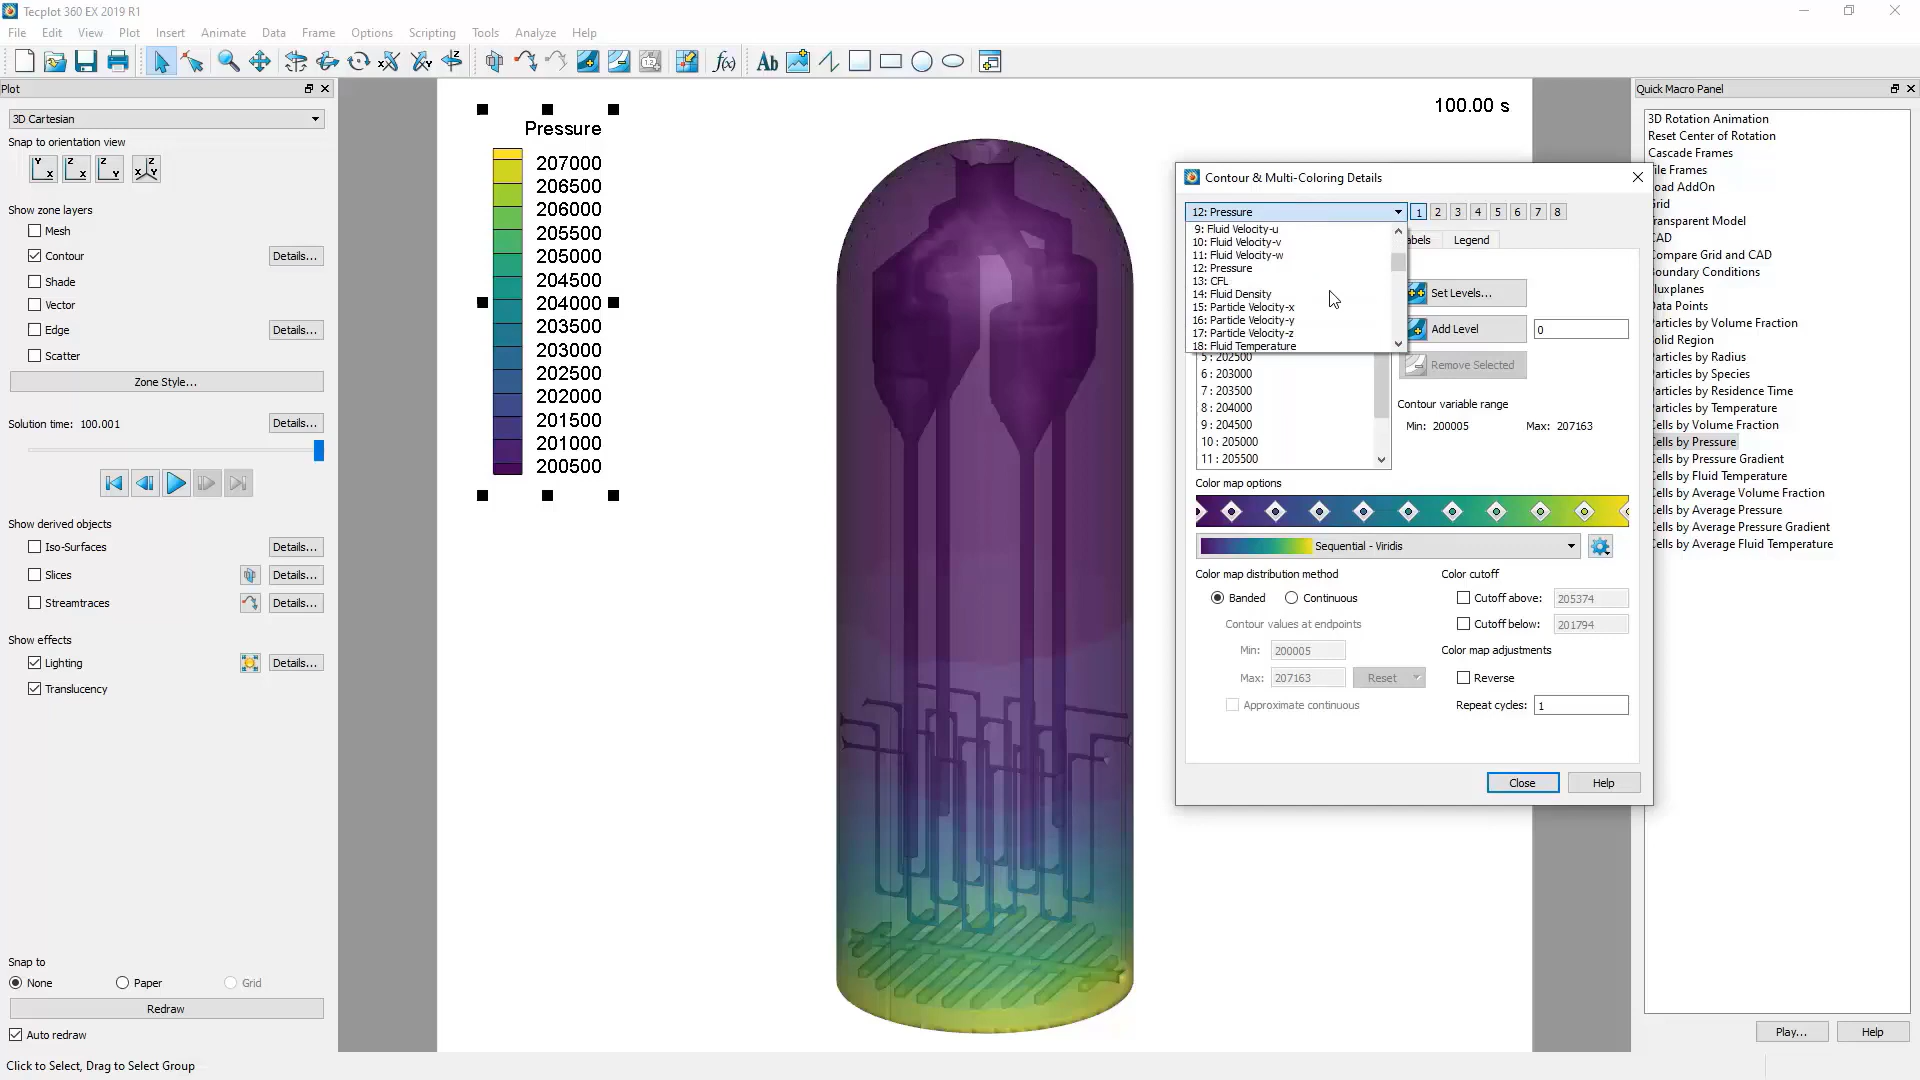 Tecplot 360 EX 2019 R1
File Edit View Plot Insert Animate Data Frame Options Scripting Tools Analyze Help
Plot
3D Cartesian
Snap to orientation view
Show zone layers
Mesh
Contour Details...
Shade
Vector
Edge Details...
Scatter
Zone Style...
Solution time: 100.001 Details...
Show derived objects
Iso-Surfaces Details...
Slices Details...
Streamtraces Details...
Show effects
Lighting Details...
Translucency
Snap to
None Paper Grid
Redraw
Auto redraw
Click to Select, Drag to Select Group
Pressure
207000
206500
206000
205500
205000
204500
204000
203500
203000
202500
202000
201500
201000
200500
100.00 s
Contour & Multi-Coloring Details
12: Pressure 1 2 3 4 5 6 7 8
9: Fluid Velocity-u
10: Fluid Velocity-v
11: Fluid Velocity-w
12: Pressure
13: CFL
14: Fluid Density
15: Particle Velocity-x
16: Particle Velocity-y
17: Particle Velocity-z
18: Fluid Temperature
abels Legend
Set Levels...
Add Level 0
Remove Selected
5 : 202500
6 : 203000
7 : 203500
8 : 204000
9 : 204500
10 : 205000
11 : 205500
Contour variable range
Min: 200005 Max: 207163
Color map options
Sequential - Viridis
Color map distribution method
Banded Continuous
Contour values at endpoints
Min: 200005
Max: 207163 Reset
Approximate continuous
Color cutoff
Cutoff above: 205374
Cutoff below: 201794
Color map adjustments
Reverse
Repeat cycles: 1
Close Help
Quick Macro Panel
3D Rotation Animation
Reset Center of Rotation
Cascade Frames
ile Frames
oad AddOn
rid
ransparent Model
AD
ompare Grid and CAD
oundary Conditions
luxplanes
ata Points
articles by Volume Fraction
olid Region
articles by Radius
articles by Species
articles by Residence Time
articles by Temperature
ells by Volume Fraction
ells by Pressure
ells by Pressure Gradient
ells by Fluid Temperature
ells by Average Volume Fraction
ells by Average Pressure
ells by Average Pressure Gradient
ells by Average Fluid Temperature
Play... Help